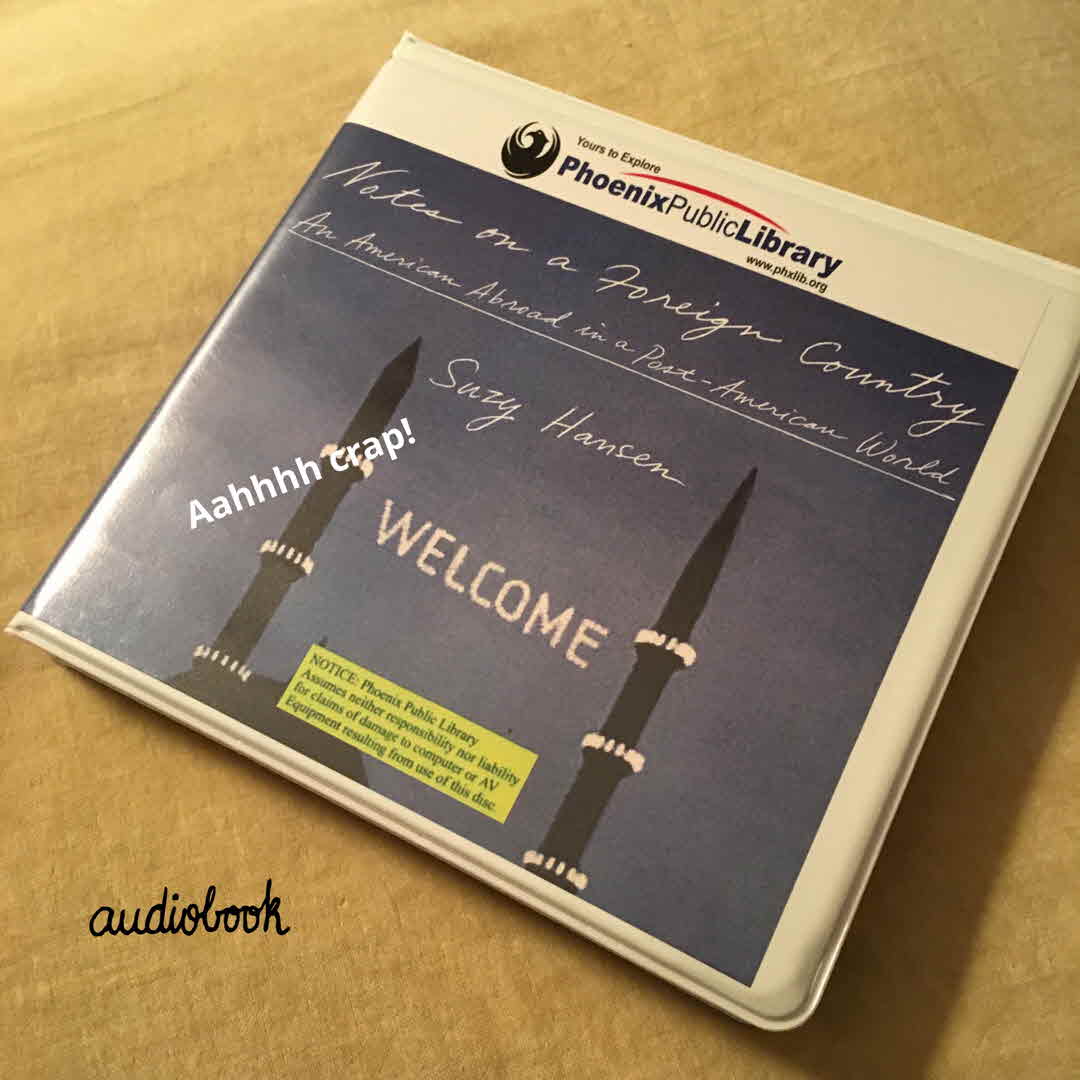 Yours to Explore
PhoenixPublicLibrary
www.phxlib.org
Notes on a Foreign Country
An American Abroad in a Post-American World
Suzy Hansen
Aahhhh crap!
WELCOME
NOTICE: Phoenix Public Library
Assumes neither responsibility nor liability
for claims of damage to computer or AV
Equipment resulting from use of this disc.
audiobook